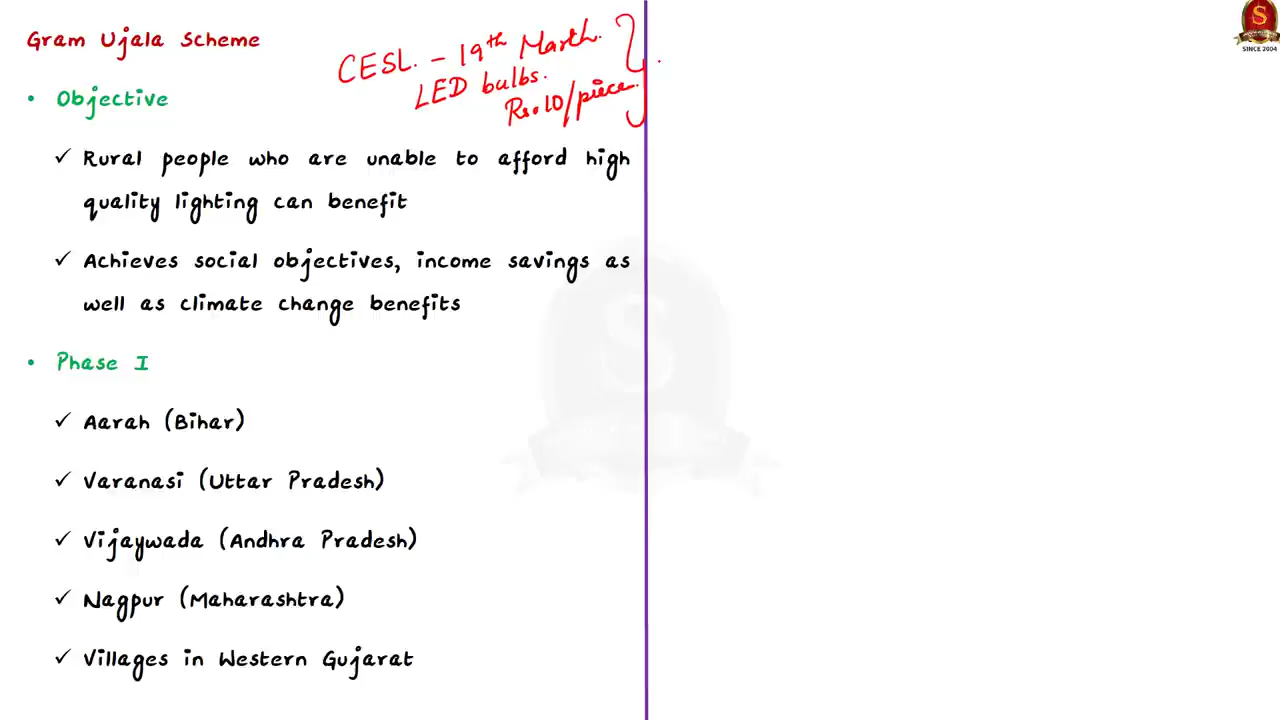 Gram Ujala Scheme
CESL. - 19th March.
LED bulbs.
Rs.10/piece.
• Objective
✓ Rural people who are unable to afford high
quality lighting can benefit
✓ Achieves social objectives, income savings as
well as climate change benefits
• Phase I
✓ Aarah (Bihar)
✓ Varanasi (Uttar Pradesh)
✓ Vijaywada (Andhra Pradesh)
✓ Nagpur (Maharashtra)
✓ Villages in Western Gujarat
S
SINCE 2004